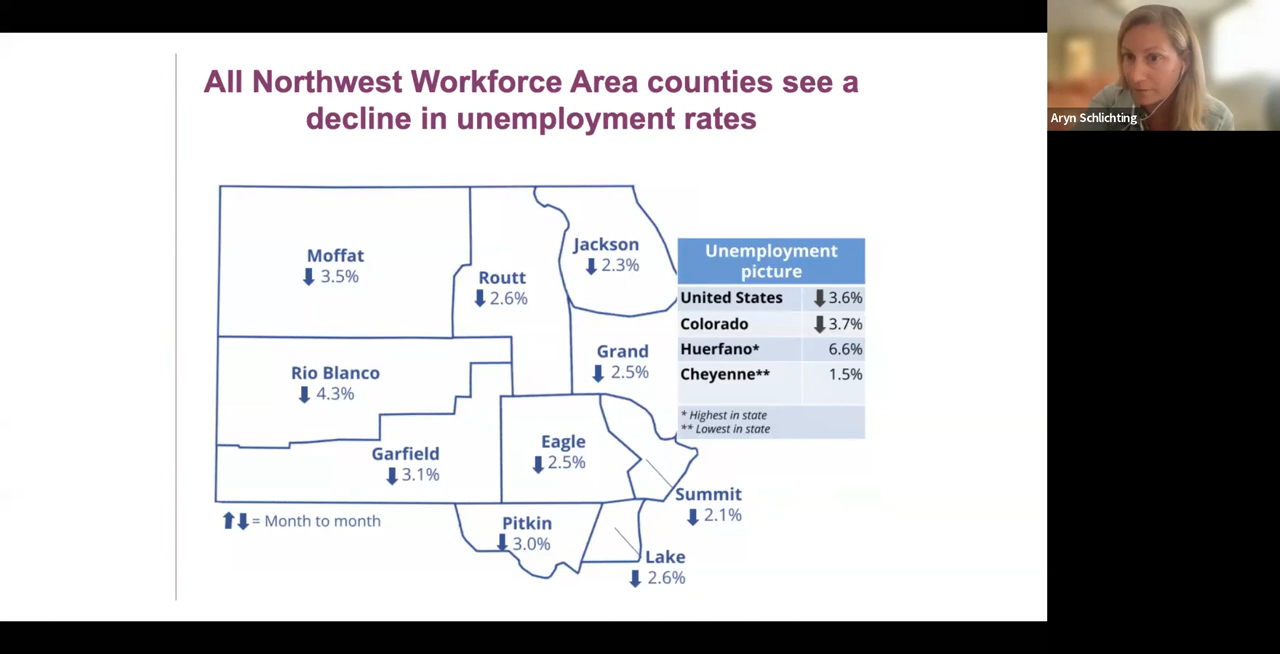 All Northwest Workforce Area counties see a
decline in unemployment rates
Aryn Schlichting
Moffat
3.5%
Routt
2.6%
Jackson
2.3%
Unemployment
picture
United States 3.6%
Colorado 3.7%
Huerfano* 6.6%
Cheyenne** 1.5%
* Highest in state
** Lowest in state
Grand
2.5%
Rio Blanco
4.3%
Garfield
3.1%
Eagle
2.5%
Summit
2.1%
= Month to month
Pitkin
3.0%
Lake
2.6%